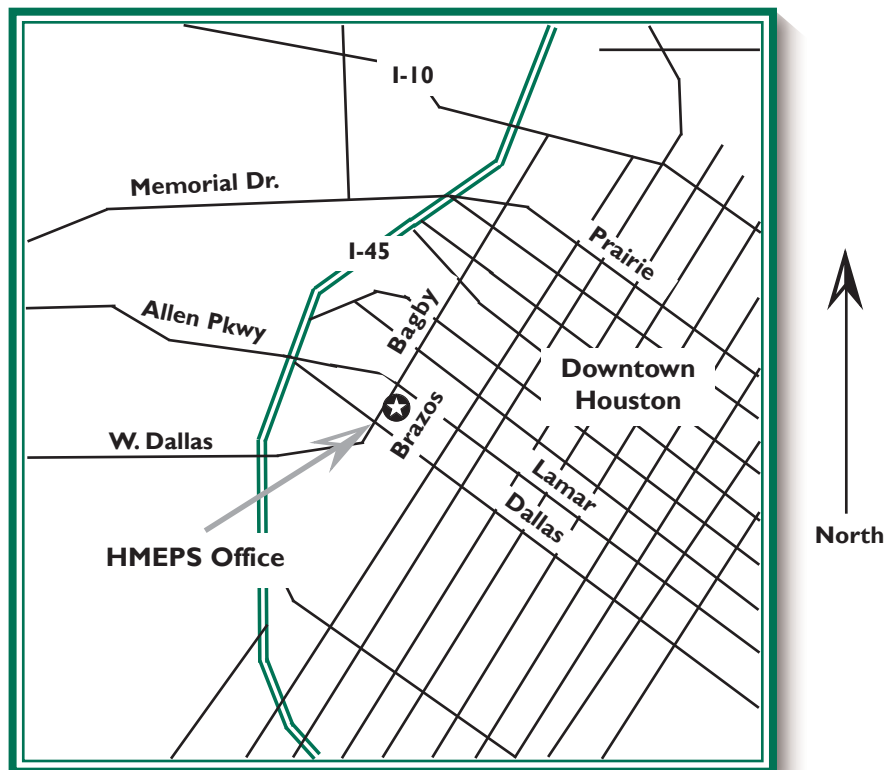 I-10
Memorial Dr.
Prairie
I-45
Allen Pkwy
Bagby
Downtown
Houston
Brazos
W. Dallas
Lamar
Dallas
North
HMEPS Office